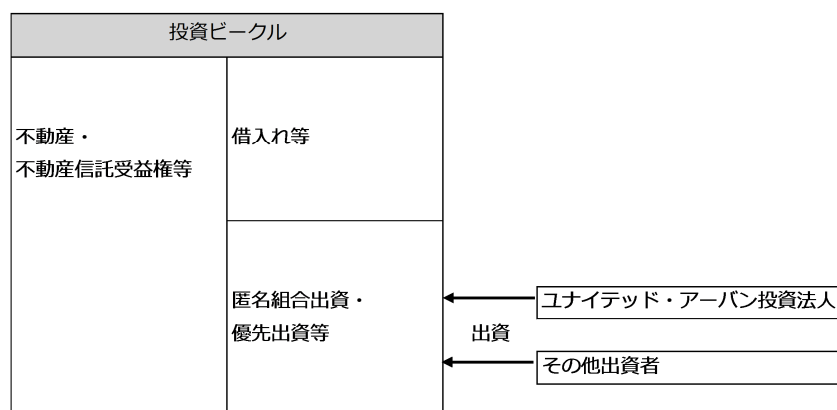 投資ビークル
不動産・
不動産信託受益権等
借入れ等
匿名組合出資・
優先出資等
出資
ユナイテッド・アーバン投資法人
その他出資者